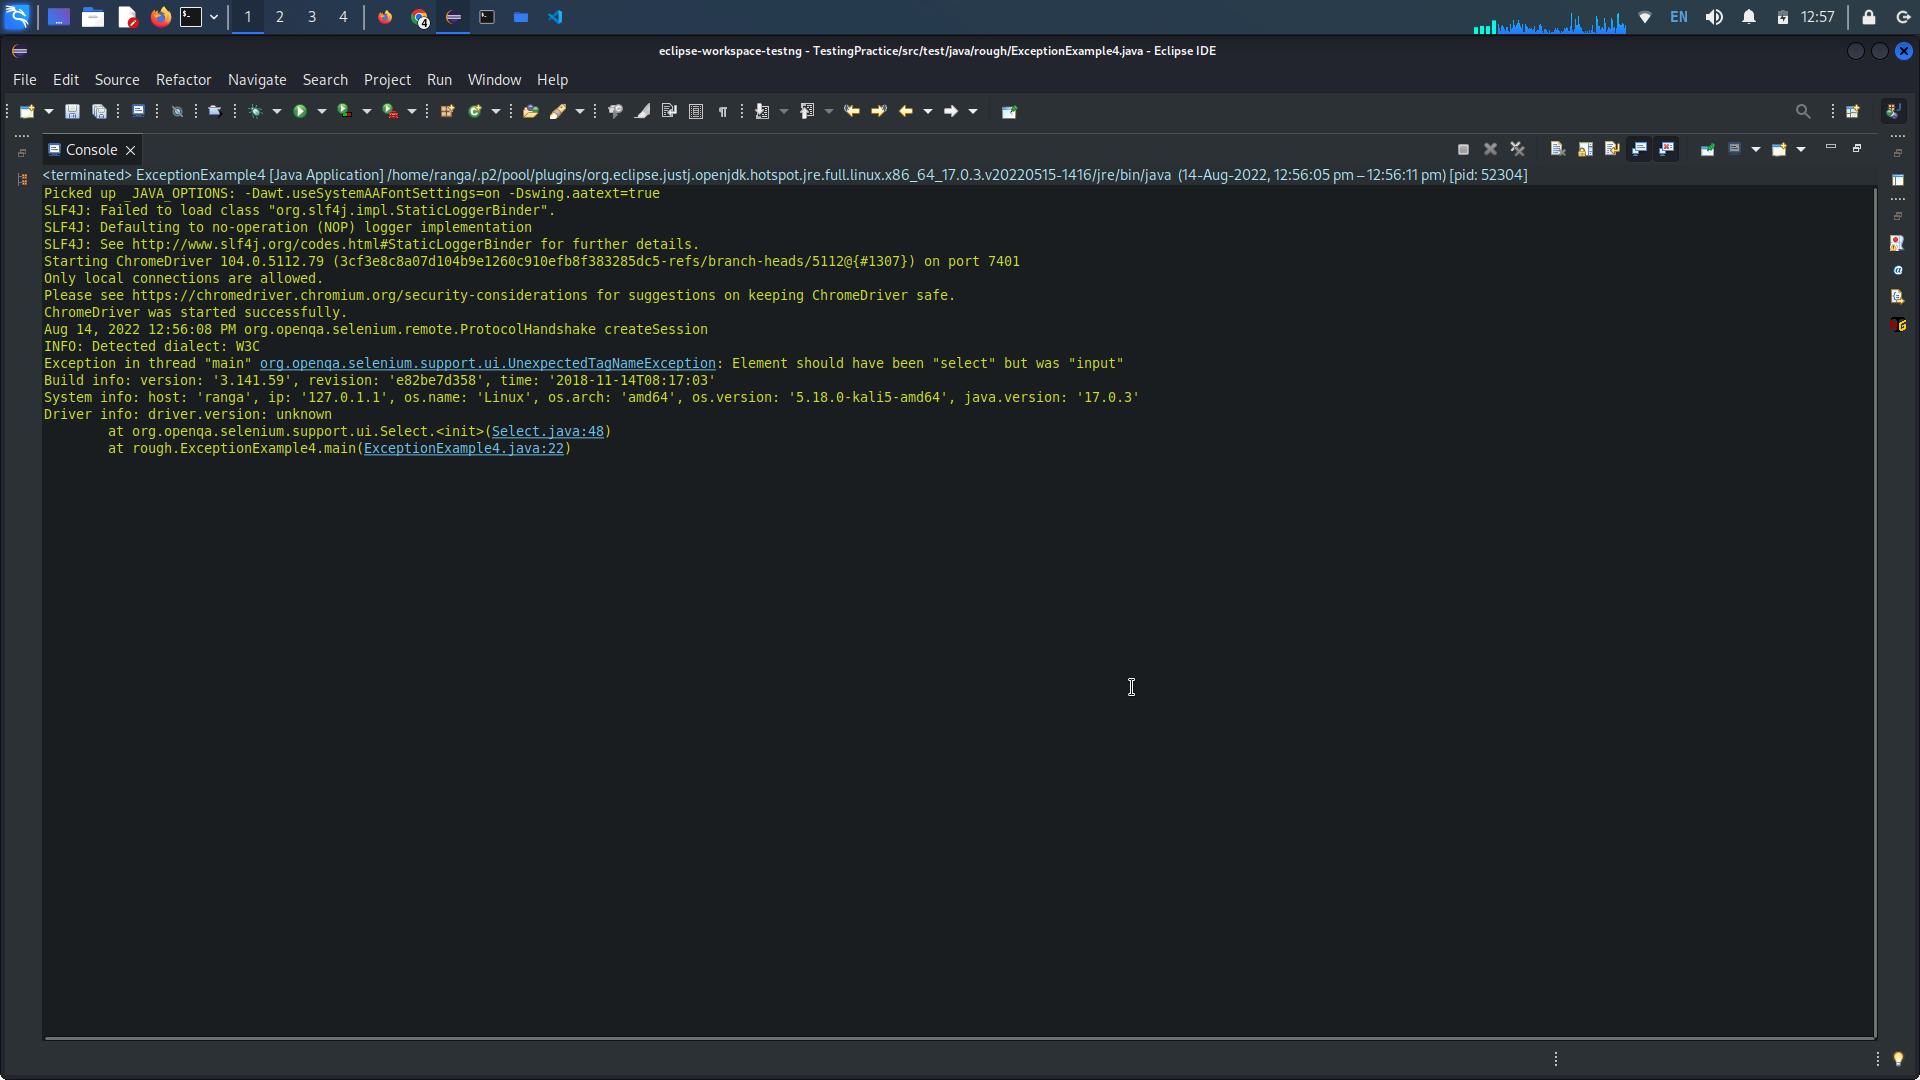 1 2 3 4 4 EN 12:57
eclipse-workspace-testng - TestingPractice/src/test/java/rough/ExceptionExample4.java - Eclipse IDE
File Edit Source Refactor Navigate Search Project Run Window Help
Console
<terminated> ExceptionExample4 [Java Application] /home/ranga/.p2/pool/plugins/org.eclipse.justj.openjdk.hotspot.jre.full.linux.x86_64_17.0.3.v20220515-1416/jre/bin/java (14-Aug-2022, 12:56:05 pm – 12:56:11 pm) [pid: 52304]
Picked up _JAVA_OPTIONS: -Dawt.useSystemAAFontSettings=on -Dswing.aatext=true
SLF4J: Failed to load class "org.slf4j.impl.StaticLoggerBinder".
SLF4J: Defaulting to no-operation (NOP) logger implementation
SLF4J: See http://www.slf4j.org/codes.html#StaticLoggerBinder for further details.
Starting ChromeDriver 104.0.5112.79 (3cf3e8c8a07d104b9e1260c910efb8f383285dc5-refs/branch-heads/5112@{#1307}) on port 7401
Only local connections are allowed.
Please see https://chromedriver.chromium.org/security-considerations for suggestions on keeping ChromeDriver safe.
ChromeDriver was started successfully.
Aug 14, 2022 12:56:08 PM org.openqa.selenium.remote.ProtocolHandshake createSession
INFO: Detected dialect: W3C
Exception in thread "main" org.openqa.selenium.support.ui.UnexpectedTagNameException: Element should have been "select" but was "input"
Build info: version: '3.141.59', revision: 'e82be7d358', time: '2018-11-14T08:17:03'
System info: host: 'ranga', ip: '127.0.1.1', os.name: 'Linux', os.arch: 'amd64', os.version: '5.18.0-kali5-amd64', java.version: '17.0.3'
Driver info: driver.version: unknown
at org.openqa.selenium.support.ui.Select.<init>(Select.java:48)
at rough.ExceptionExample4.main(ExceptionExample4.java:22)